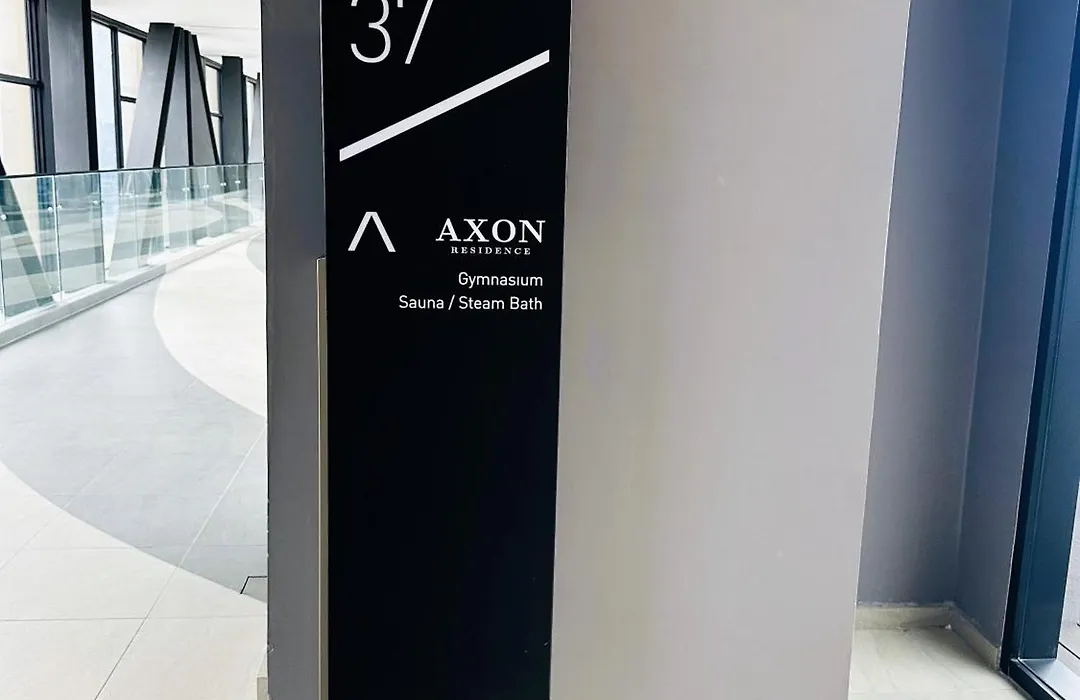 37
AXON
RESIDENCE
Gymnasium
Sauna / Steam Bath